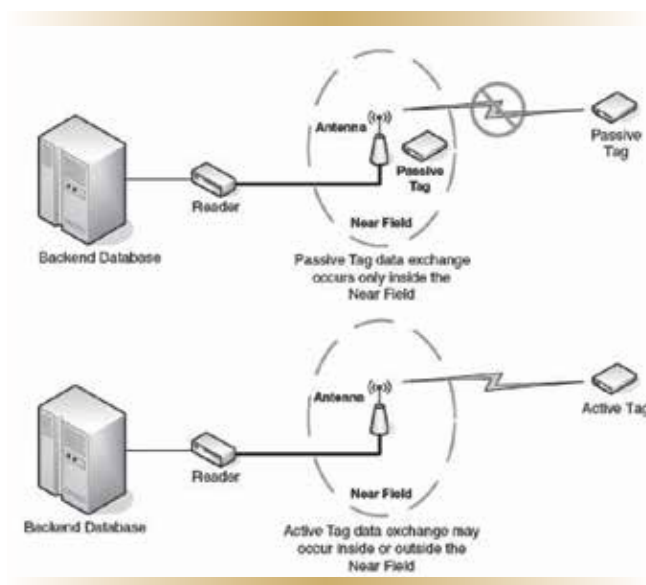 Antenna
Passive
Tag
Passive
Tag
Reader
Near Field
Backend Database
Passive Tag data exchange
occurs only inside the
Near Field
Antenna
Active Tag
Reader
Near Field
Backend Database
Active Tag data exchange may
occur inside or outside the
Near Field